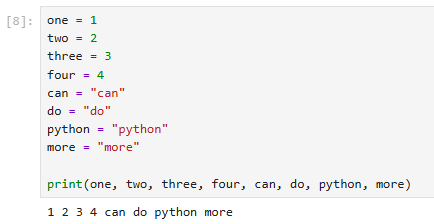 [8]:
one = 1
two = 2
three = 3
four = 4
can = "can"
do = "do"
python = "python"
more = "more"
print(one, two, three, four, can, do, python, more)
1 2 3 4 can do python more